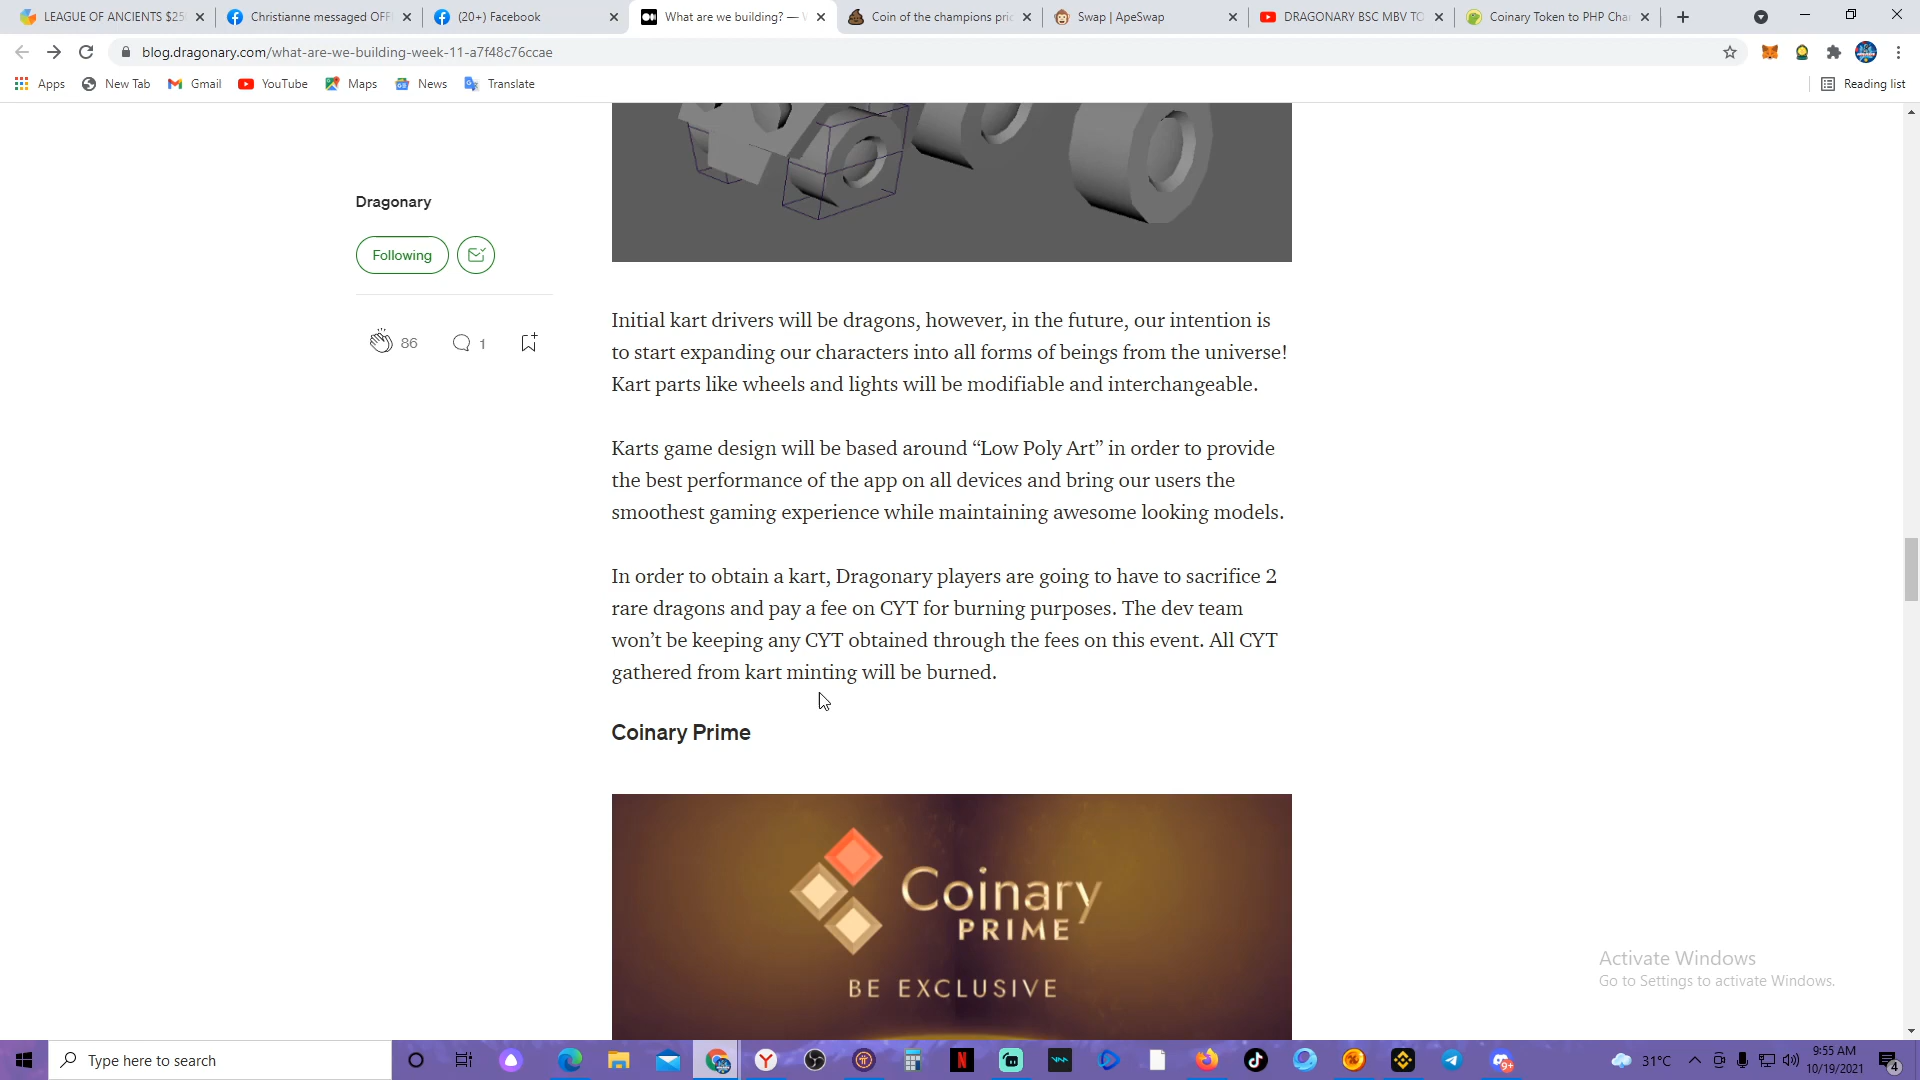 LEAGUE OF ANCIENTS $25
Christianne messaged OFFI
(20+) Facebook
What are we building? —
Coin of the champions pri
Swap | ApeSwap
DRAGONARY BSC MBV TO
Coinary Token to PHP Cha
blog.dragonary.com/what-are-we-building-week-11-a7f48c76ccae
Apps
New Tab
Gmail
YouTube
Maps
News
Translate
Reading list
Dragonary
Following
86
1
Initial kart drivers will be dragons, however, in the future, our intention is
to start expanding our characters into all forms of beings from the universe!
Kart parts like wheels and lights will be modifiable and interchangeable.
Karts game design will be based around “Low Poly Art” in order to provide
the best performance of the app on all devices and bring our users the
smoothest gaming experience while maintaining awesome looking models.
In order to obtain a kart, Dragonary players are going to have to sacrifice 2
rare dragons and pay a fee on CYT for burning purposes. The dev team
won’t be keeping any CYT obtained through the fees on this event. All CYT
gathered from kart minting will be burned.
Coinary Prime
Coinary
PRIME
BE EXCLUSIVE
Activate Windows
Go to Settings to activate Windows.
Type here to search
31°C
9:55 AM
10/19/2021
9+
4